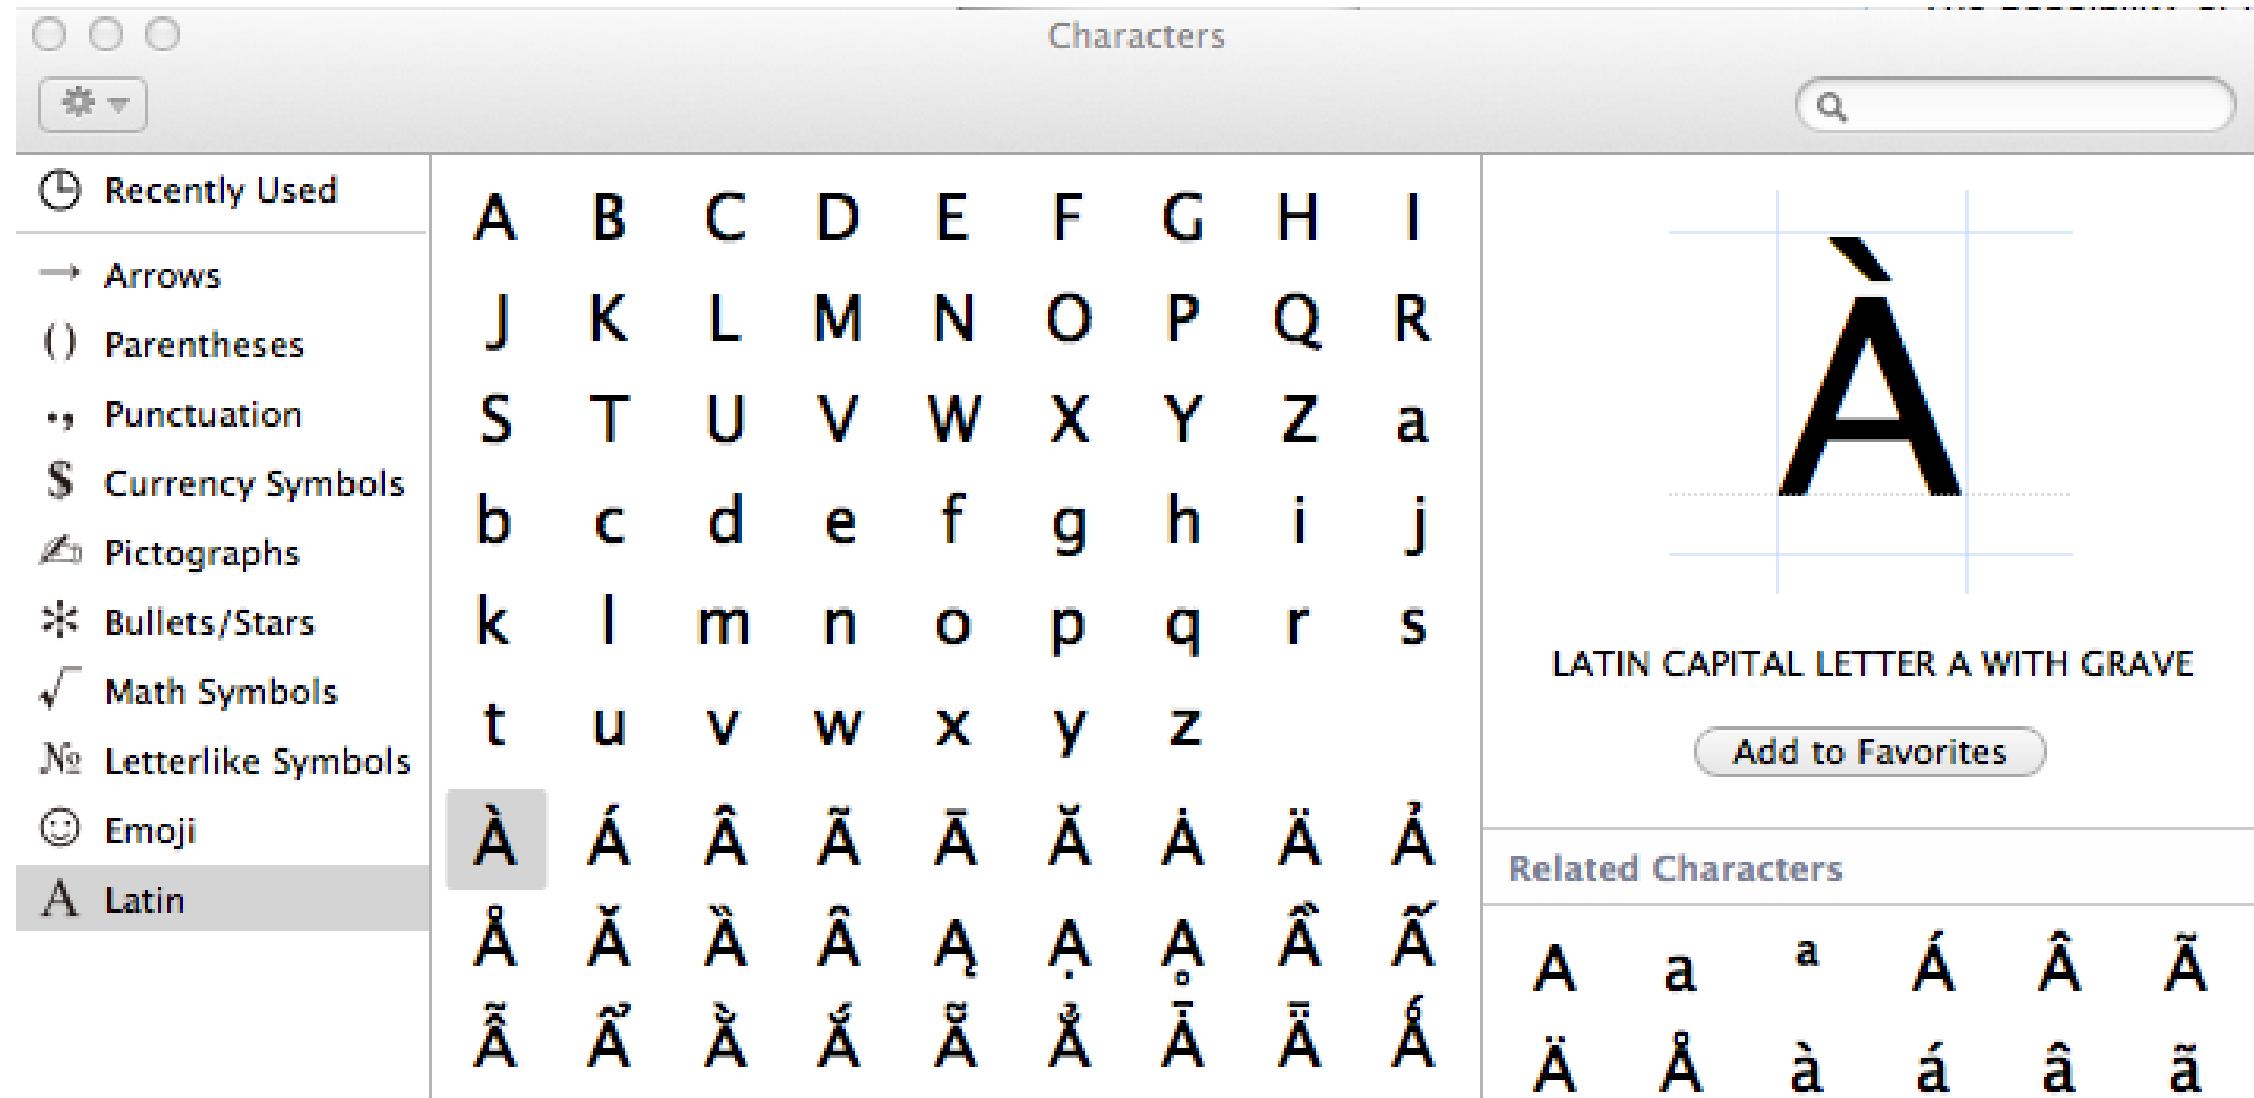 Characters
Recently Used
Arrows
Parentheses
Punctuation
Currency Symbols
Pictographs
Bullets/Stars
Math Symbols
Letterlike Symbols
Emoji
Latin
A B C D E F G H I
J K L M N O P Q R
S T U V W X Y Z a
b c d e f g h i j
k l m n o p q r s
t u v w x y z
À Á Â Ã Ā Ă Ȧ Ä Ả
Å Ǎ Ȁ Ȃ Ą Ạ Ḁ
À
LATIN CAPITAL LETTER A WITH GRAVE
Add to Favorites
Related Characters
A a ª Á Â Ã
Ä Å à á â ã